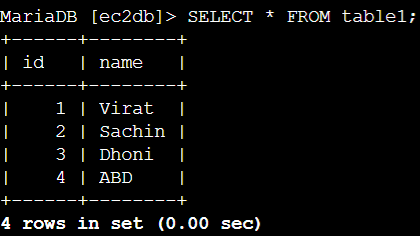 MariaDB [ec2db]> SELECT * FROM table1;
+------+--------+
| id   | name   |
+------+--------+
|    1 | Virat  |
|    2 | Sachin |
|    3 | Dhoni  |
|    4 | ABD    |
+------+--------+
4 rows in set (0.00 sec)